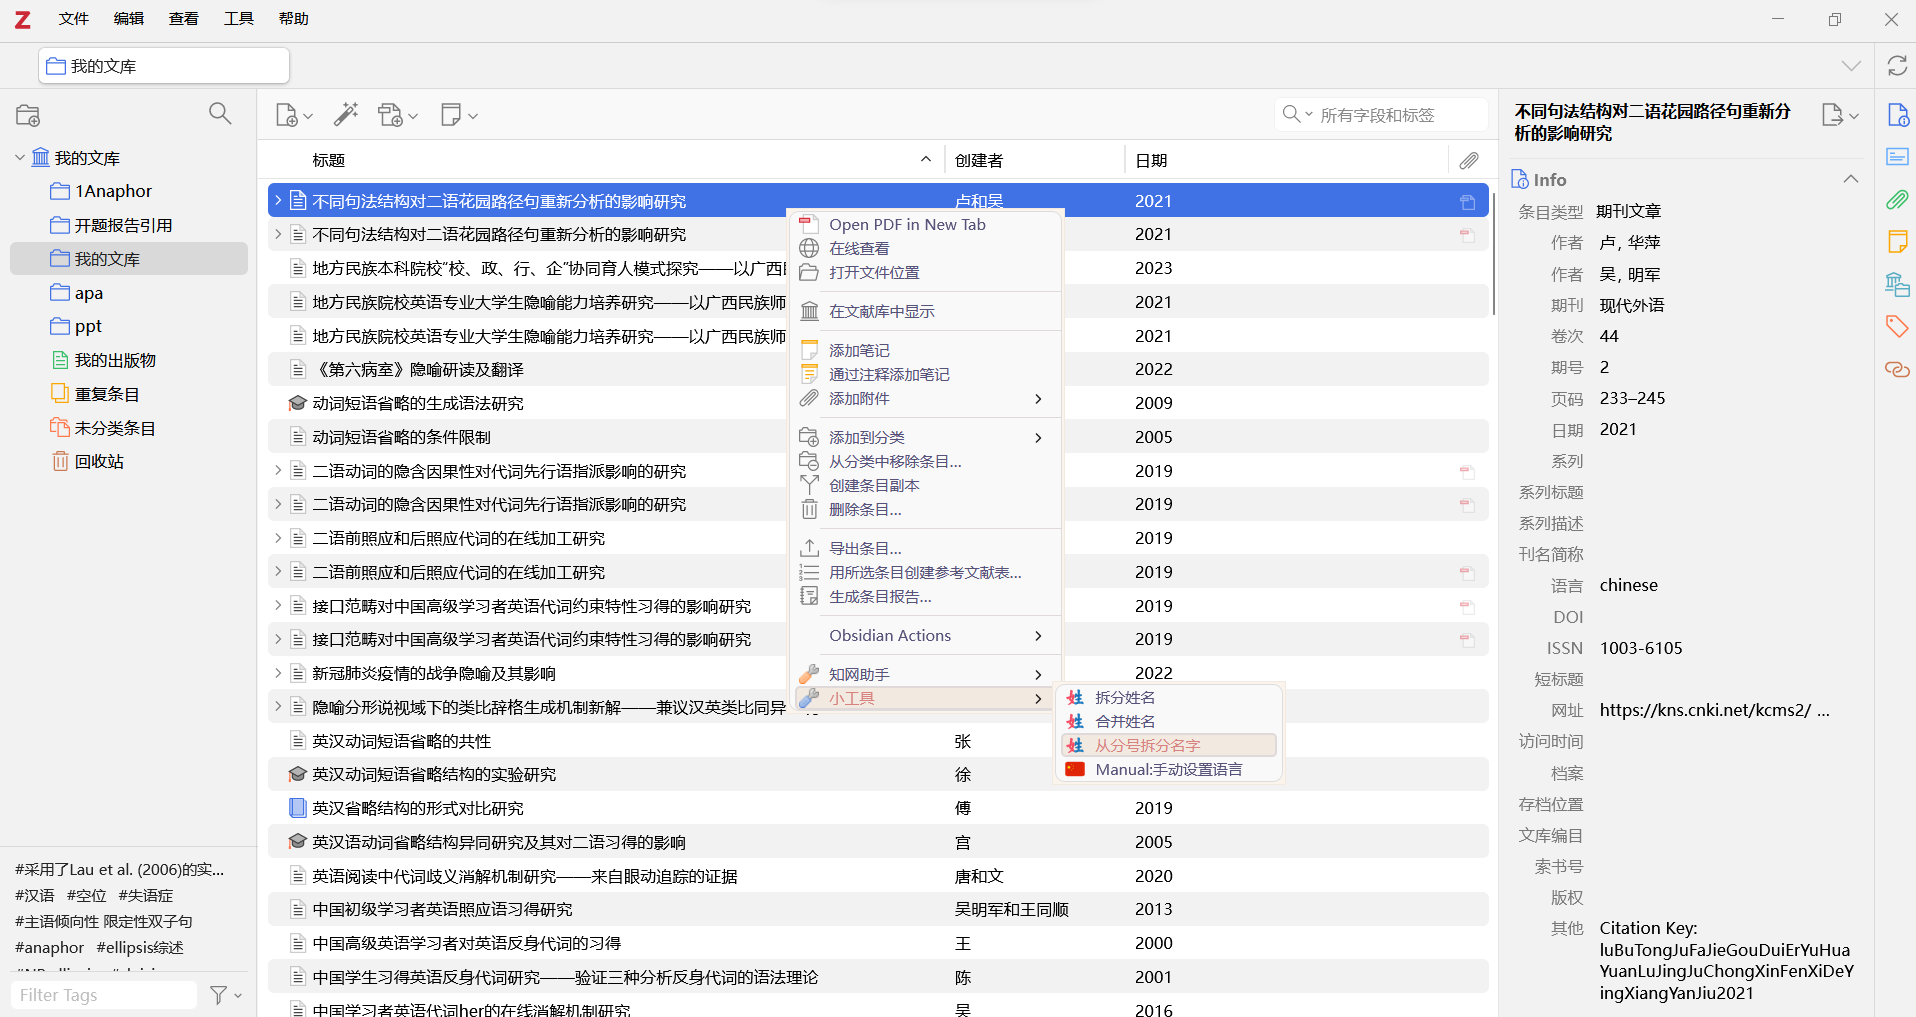 文件 编辑 查看 工具 帮助
我的文库
所有字段和标签
我的文库
1Anaphor
开题报告引用
我的文库
apa
ppt
我的出版物
重复条目
未分类条目
回收站
#采用了Lau et al. (2006)的实...
#汉语 #空位 #失语症
#主语倾向性 限定性双子句
#anaphor #ellipsis综述
Filter Tags
标题 创建者 日期
不同句法结构对二语花园路径句重新分析的影响研究 卢和吴 2021
不同句法结构对二语花园路径句重新分析的影响研究 2021
地方民族本科院校“校、政、行、企”协同育人模式探究——以广西 2023
地方民族院校英语专业大学生隐喻能力培养研究——以广西民族师 2021
地方民族院校英语专业大学生隐喻能力培养研究——以广西民族师 2021
《第六病室》隐喻研读及翻译 2022
动词短语省略的生成语法研究 2009
动词短语省略的条件限制 2005
二语动词的隐含因果性对代词先行语指派影响的研究 2019
二语动词的隐含因果性对代词先行语指派影响的研究 2019
二语前照应和后照应代词的在线加工研究 2019
二语前照应和后照应代词的在线加工研究 2019
接口范畴对中国高级学习者英语代词约束特性习得的影响研究 2019
接口范畴对中国高级学习者英语代词约束特性习得的影响研究 2019
新冠肺炎疫情的战争隐喻及其影响 2022
隐喻分形说视域下的类比辞格生成机制新解——兼议汉英类比同异
英汉动词短语省略的共性 张
英汉动词短语省略结构的实验研究 徐
英汉省略结构的形式对比研究 傅 2019
英汉语动词省略结构异同研究及其对二语习得的影响 宫 2005
英语阅读中代词歧义消解机制研究——来自眼动追踪的证据 唐和文 2020
中国初级学习者英语照应语习得研究 吴明军和王同顺 2013
中国高级英语学习者对英语反身代词的习得 王 2000
中国学生习得英语反身代词研究——验证三种分析反身代词的语法理论 陈 2001
中国学习者英语代词her的在线消解机制研究 吴 2016
Open PDF in New Tab
在线查看
打开文件位置
在文献库中显示
添加笔记
通过注释添加笔记
添加附件
添加到分类
从分类中移除条目...
创建条目副本
删除条目...
导出条目...
用所选条目创建参考文献表...
生成条目报告...
Obsidian Actions
知网助手
小工具
拆分姓名
合并姓名
从分号拆分名字
Manual:手动设置语言
不同句法结构对二语花园路径句重新分
析的影响研究
Info
条目类型 期刊文章
作者 卢, 华萍
作者 吴, 明军
期刊 现代外语
卷次 44
期号 2
页码 233–245
日期 2021
系列
系列标题
系列描述
刊名简称
语言 chinese
DOI
ISSN 1003-6105
短标题
网址 https://kns.cnki.net/kcms2/ ...
访问时间
档案
存档位置
文库编目
索书号
版权
其他 Citation Key:
luBuTongJuFaJieGouDuiErYuHua
YuanLuJingJuChongXinFenXiDeY
ingXiangYanJiu2021